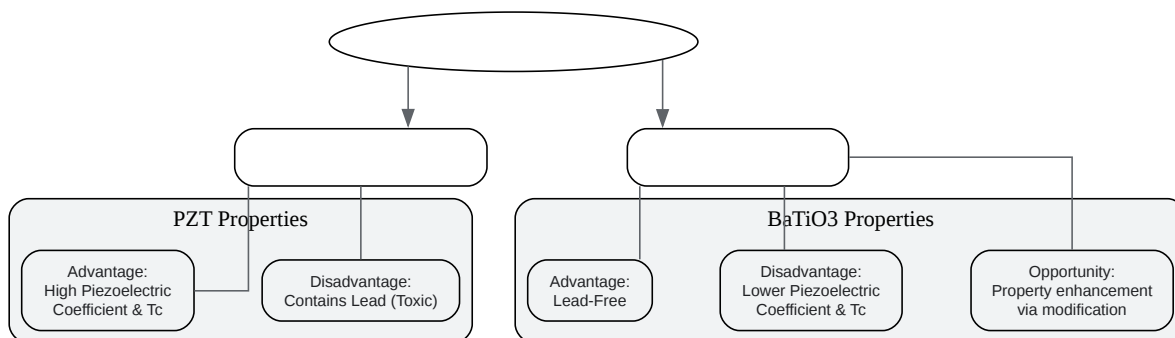 PZT Properties
Advantage:
High Piezoelectric
Coefficient & Tc
Disadvantage:
Contains Lead (Toxic)
BaTiO3 Properties
Advantage:
Lead-Free
Disadvantage:
Lower Piezoelectric
Coefficient & Tc
Opportunity:
Property enhancement
via modification